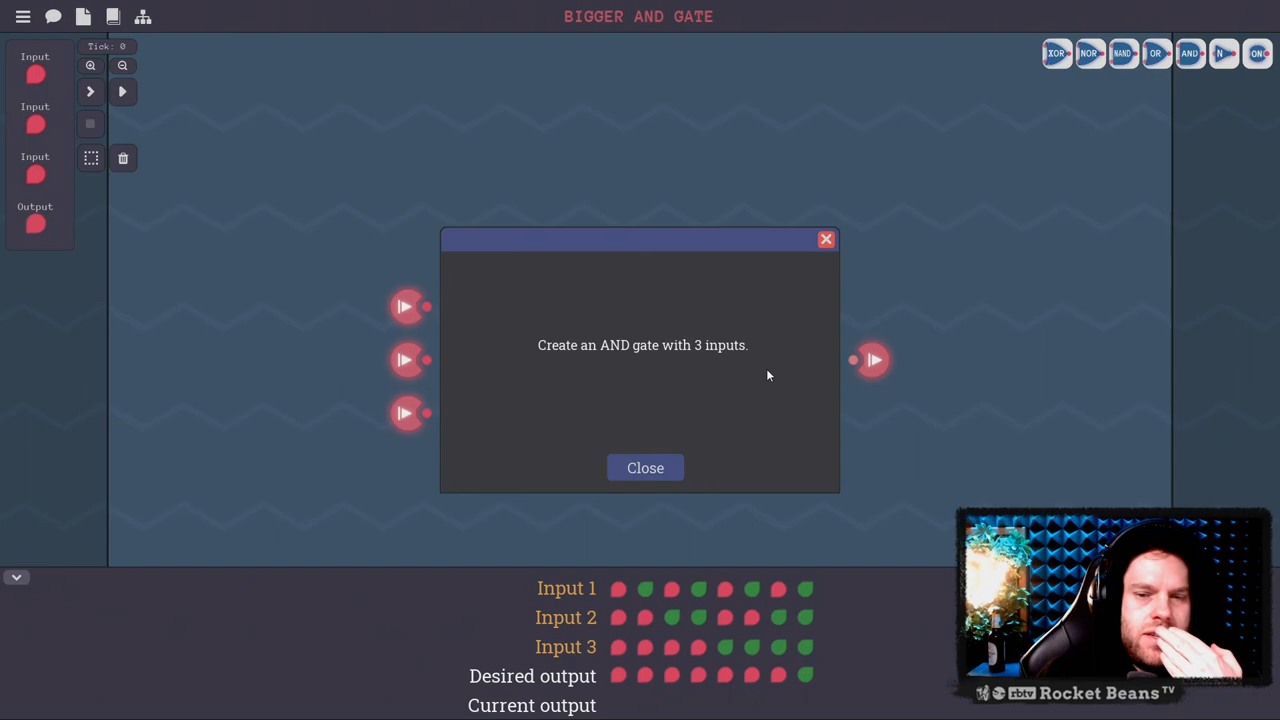 BIGGER AND GATE
Input
Input
Input
Output
Tick: 0
XOR
NOR
NAND
OR
AND
N
ON
Create an AND gate with 3 inputs.
Close
Input 1
Input 2
Input 3
Desired output
Current output
rbtv Rocket Beans TV